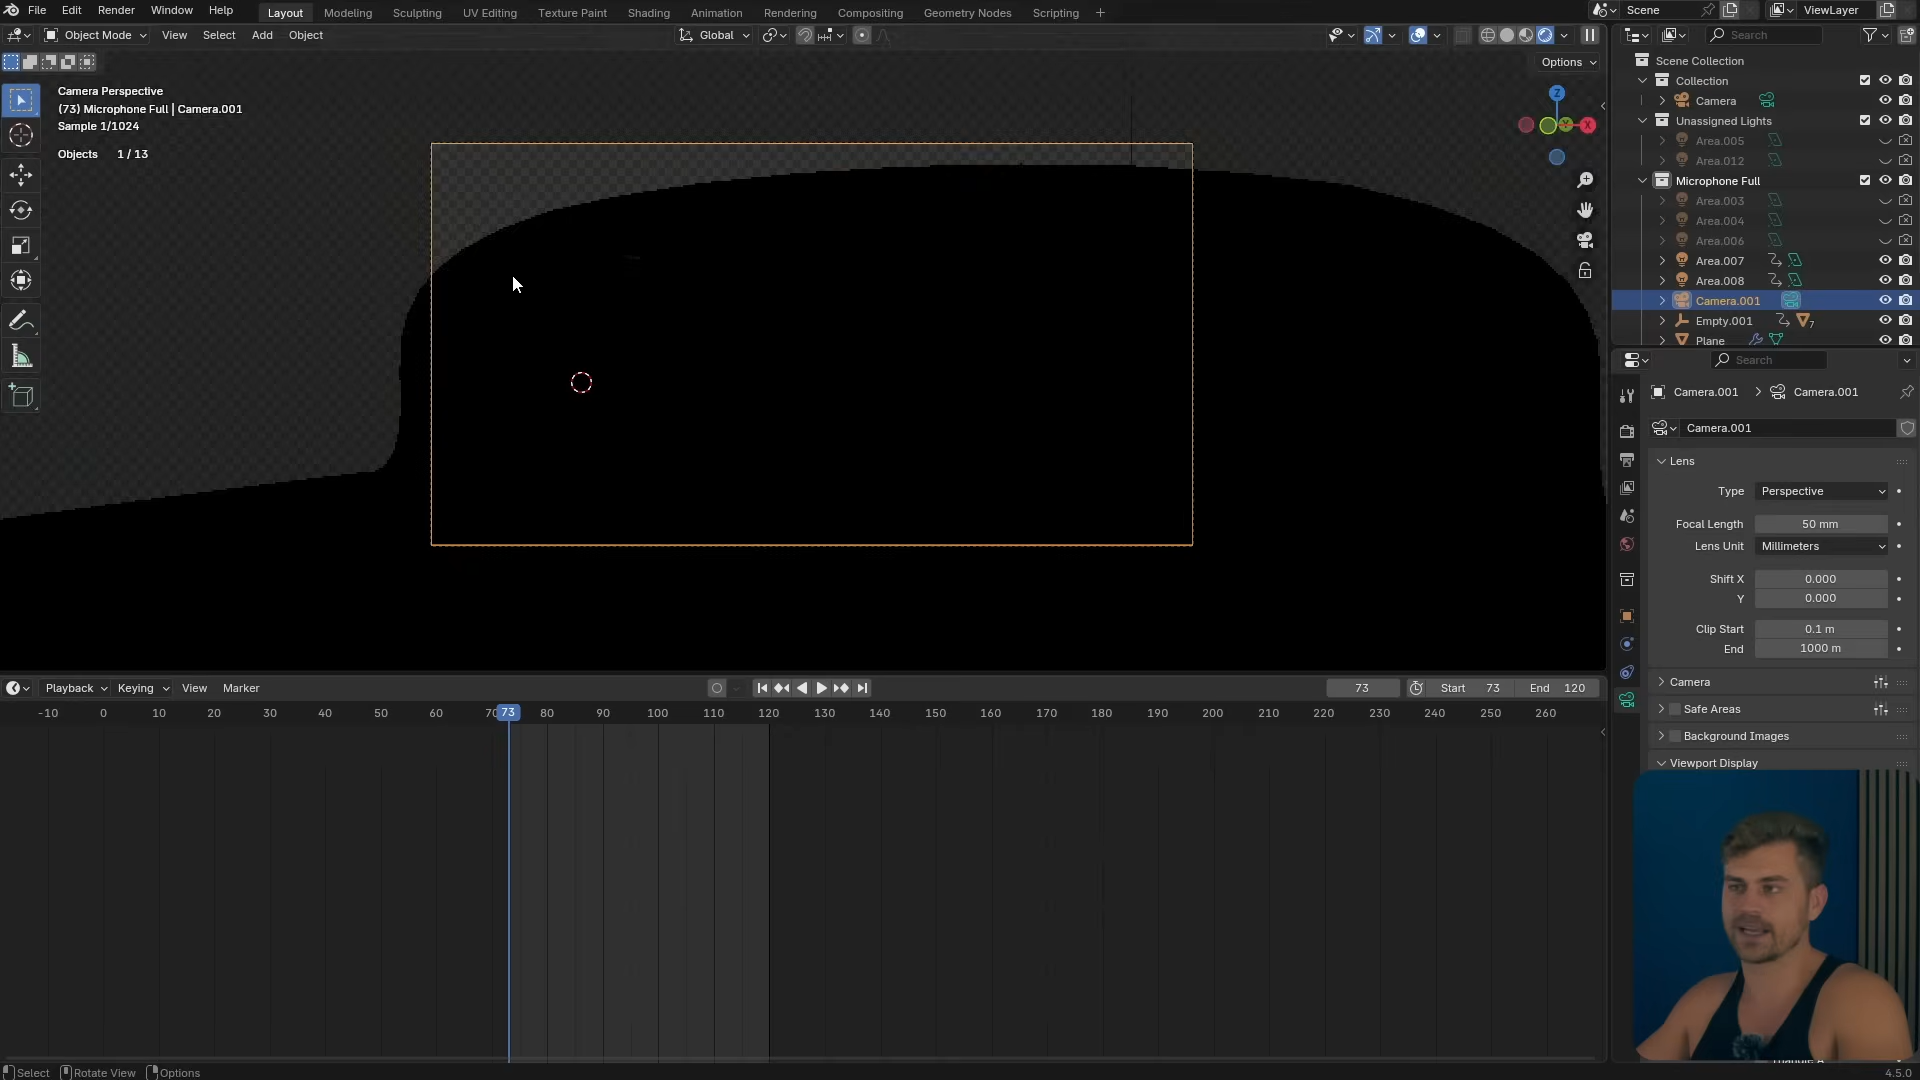 File Edit Render Window Help Layout Modeling Sculpting UV Editing Texture Paint Shading Animation Rendering Compositing Geometry Nodes Scripting + Scene ViewLayer
Object Mode View Select Add Object Global Search
Options
Camera Perspective
(73) Microphone Full | Camera.001
Sample 1/1024
Objects 1 / 13
Z
X
Scene Collection
Collection
Camera
Unassigned Lights
Area.005
Area.012
Microphone Full
Area.003
Area.004
Area.006
Area.007
Area.008
Camera.001
Empty.001 7
Plane
Search
Camera.001 > Camera.001
Camera.001
Lens
Type Perspective
Focal Length 50 mm
Lens Unit Millimeters
Shift X 0.000
Y 0.000
Clip Start 0.1 m
End 1000 m
Camera
Safe Areas
Background Images
Viewport Display
Playback Keying View Marker 73 Start 73 End 120
-10 0 10 20 30 40 50 60 70 73 80 90 100 110 120 130 140 150 160 170 180 190 200 210 220 230 240 250 260
Select Rotate View Options 4.5.0